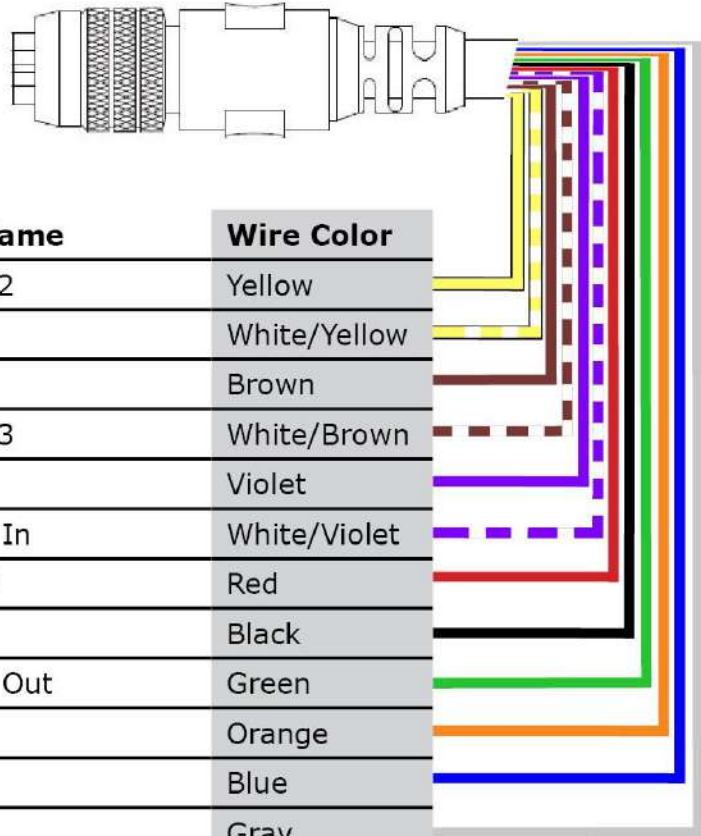 ame Wire Color
2 Yellow
White/Yellow
Brown
3 White/Brown
Violet
In White/Violet
Red
Black
Out Green
Orange
Blue
Gray